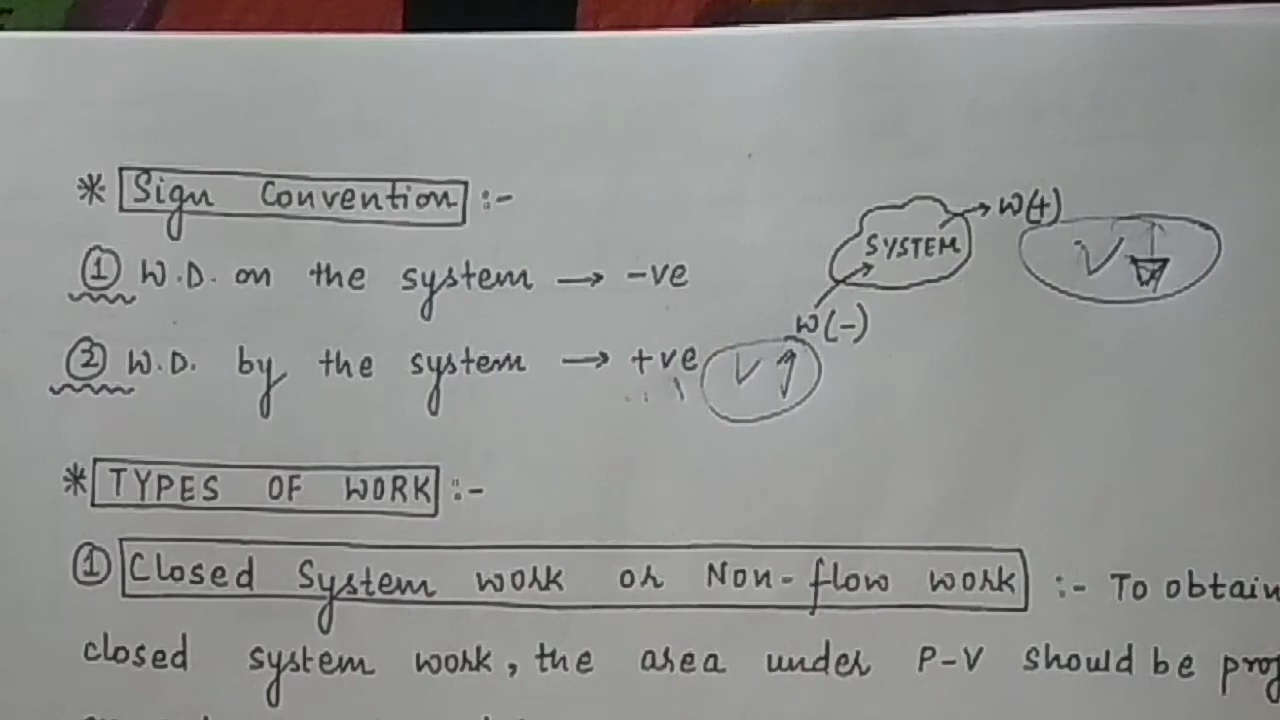 * Sign Convention :-
① W.D. on the system → -ve
② W.D. by the system → +ve
SYSTEM
W(+)
W(-)
V
V↑
* TYPES OF WORK :-
① Closed System work or Non-flow work :- To obtain
closed system work, the area under P-V should be